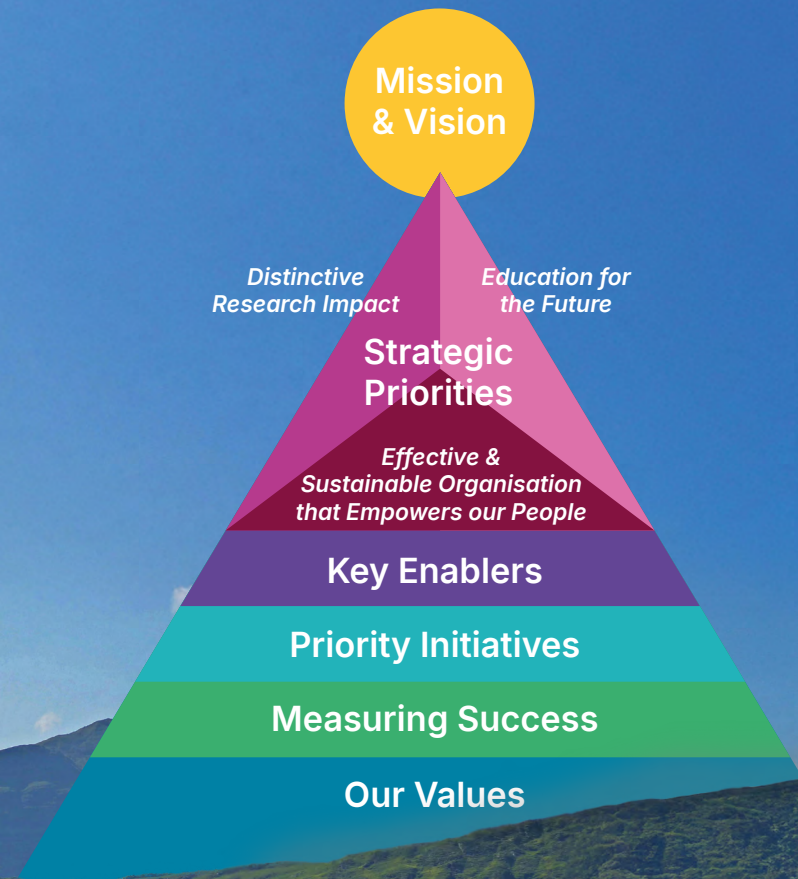 Mission
& Vision
Distinctive
Research Impact
Education for
the Future
Strategic
Priorities
Effective &
Sustainable Organisation
that Empowers our People
Key Enablers
Priority Initiatives
Measuring Success
Our Values